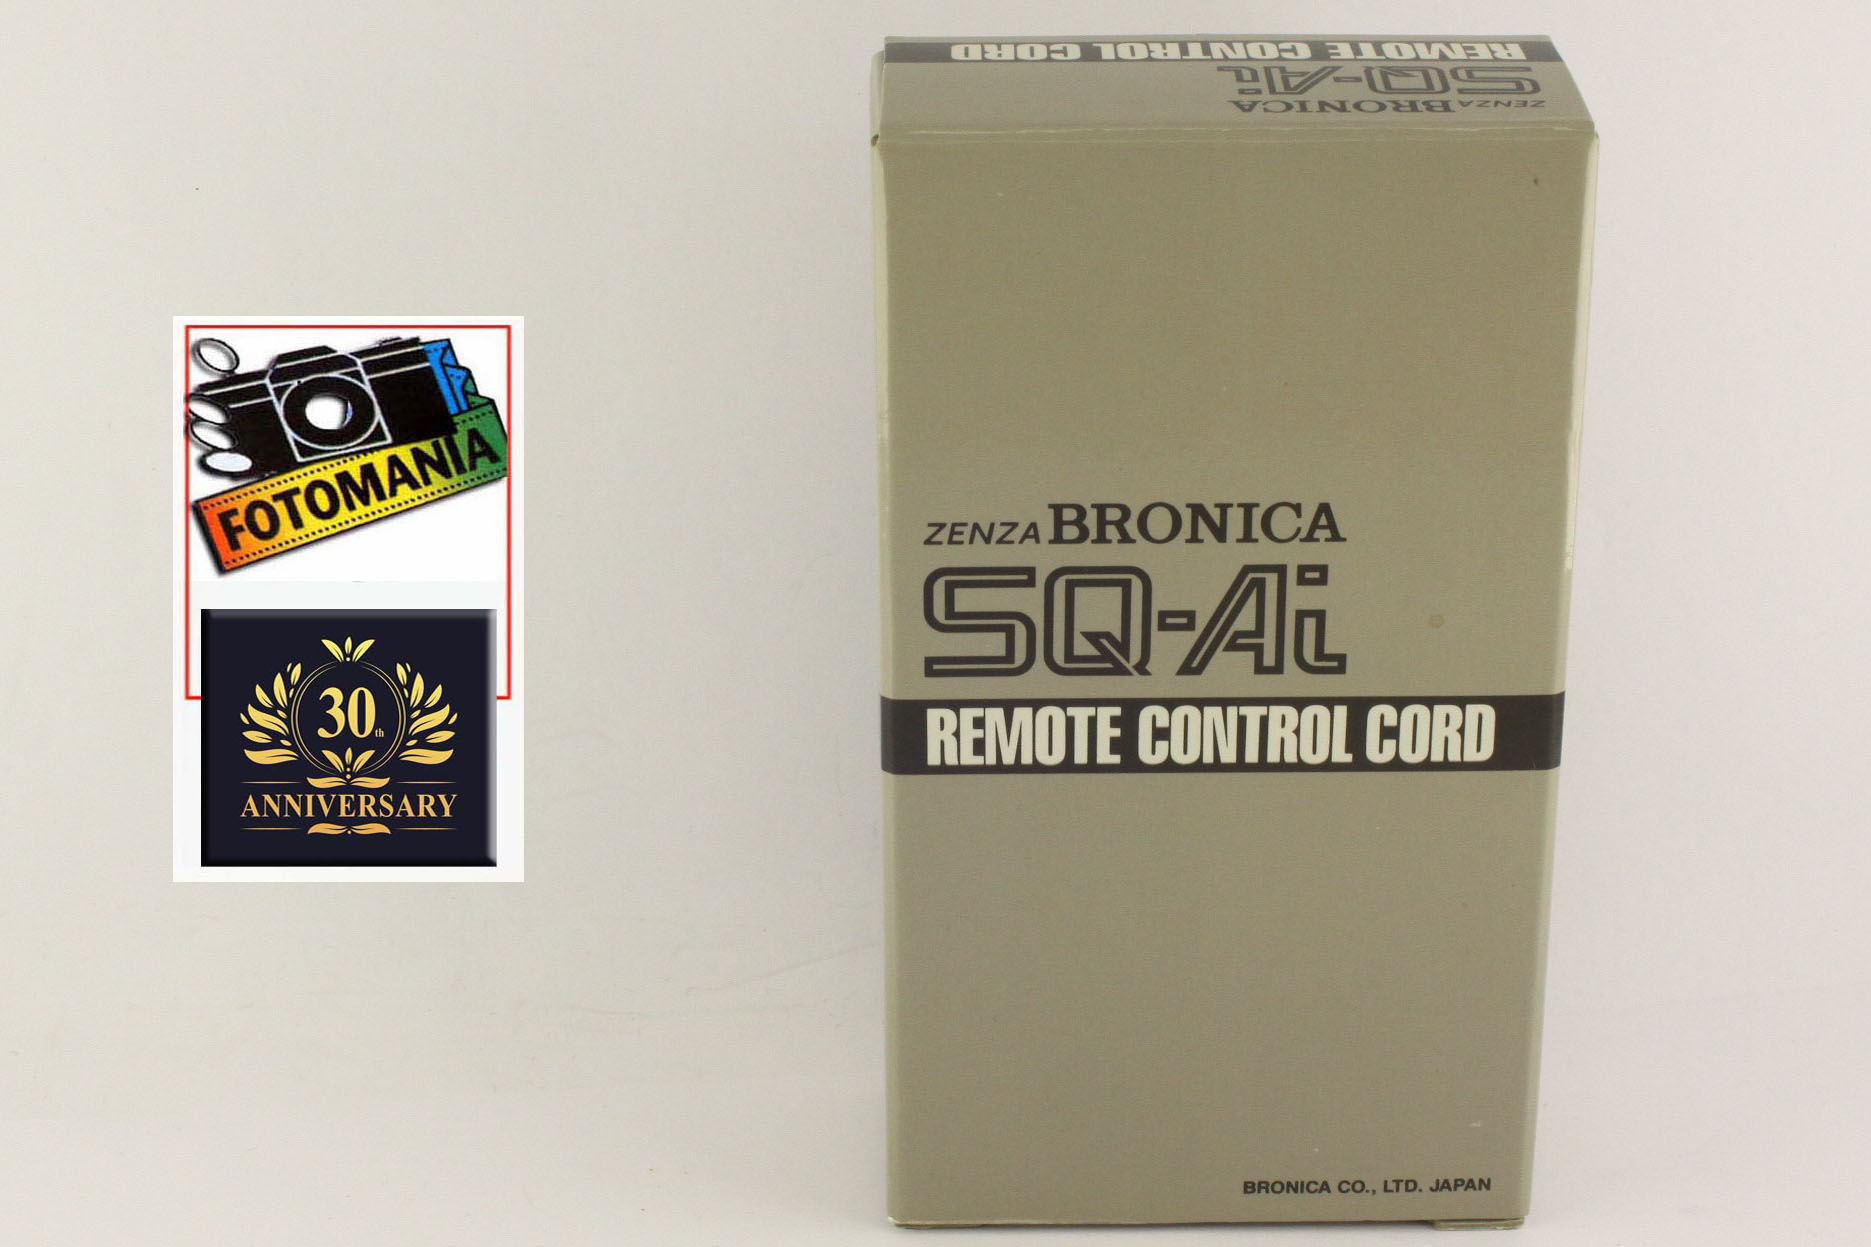 REMOTE CONTROL CORD
SQ-Ai
ZENZA BRONICA
FOTOMANIA
30th
ANNIVERSARY
ZENZA BRONICA
SQ-Ai
REMOTE CONTROL CORD
BRONICA CO., LTD. JAPAN